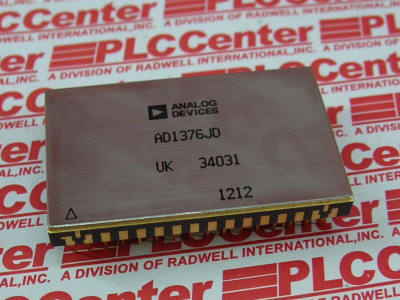 PLCCenter
A DIVISION OF RADWELL INTERNATIONAL, INC.
ANALOG
DEVICES
AD1376JD
UK 34031
1212